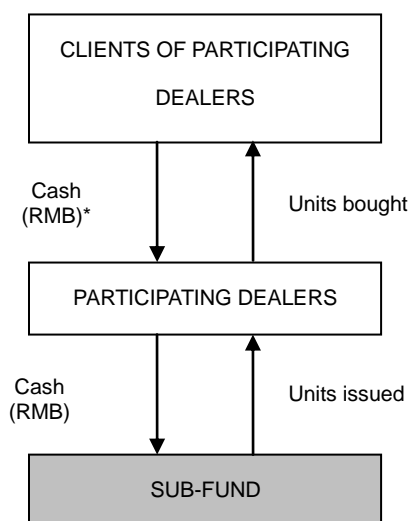 CLIENTS OF PARTICIPATING
DEALERS
Cash
(RMB)*
Units bought
PARTICIPATING DEALERS
Cash
(RMB)
Units issued
SUB-FUND